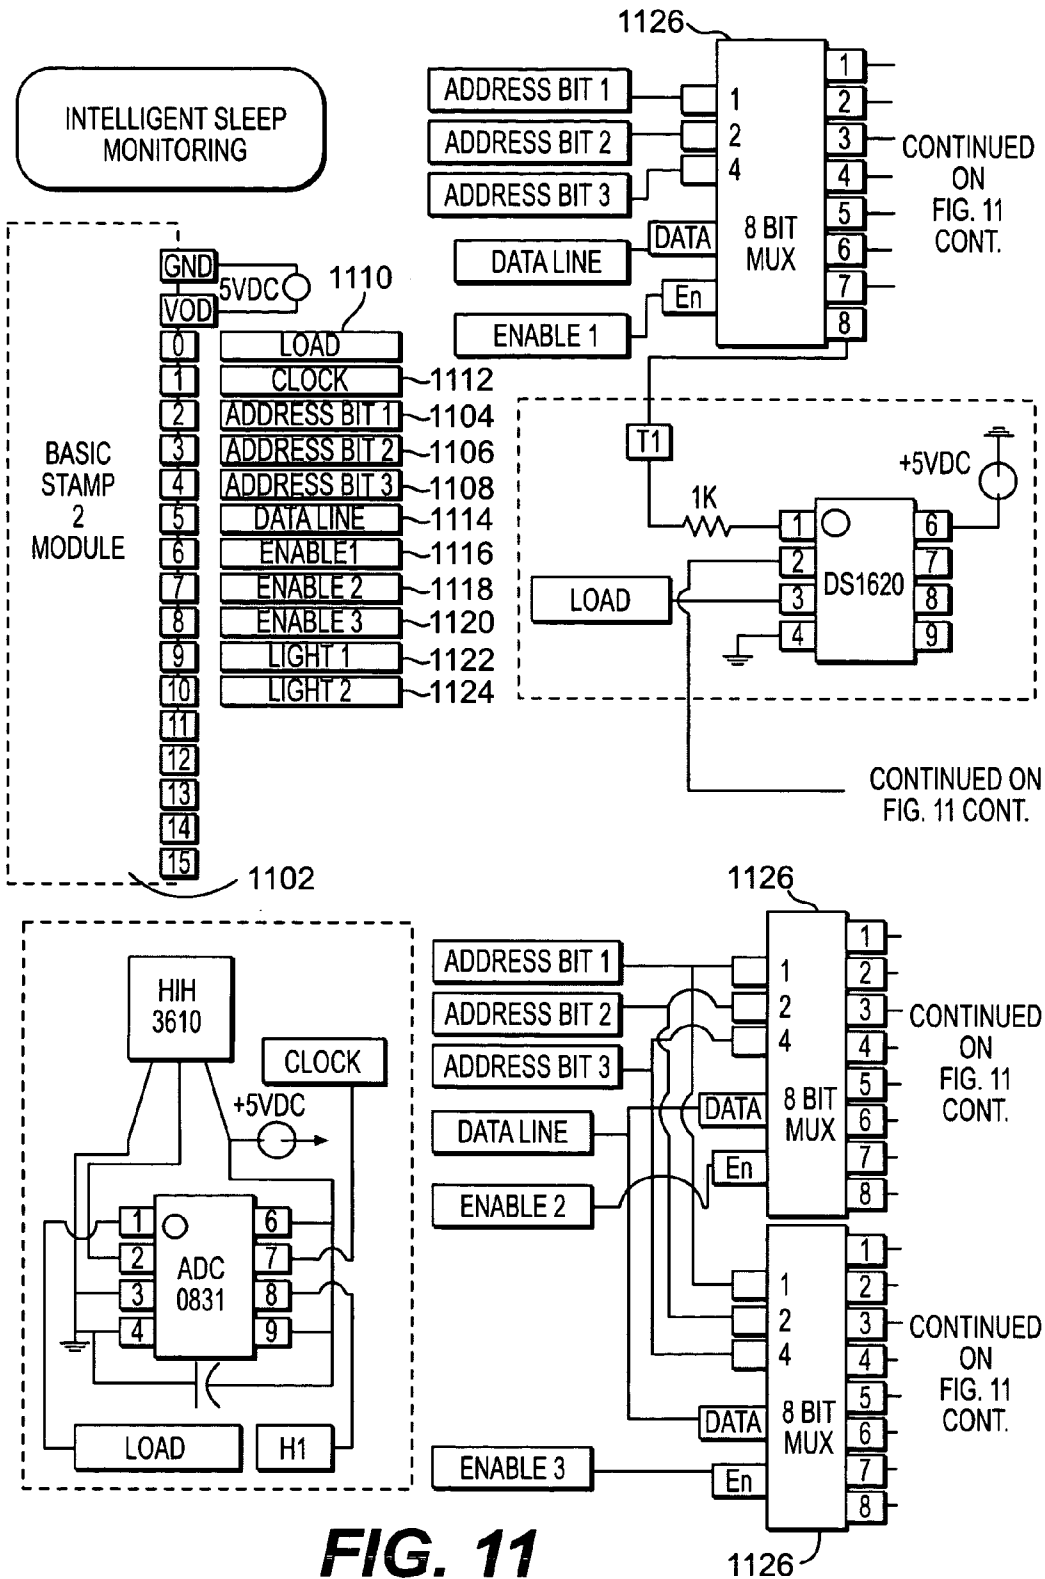 INTELLIGENT SLEEP
MONITORING
BASIC
STAMP
2
MODULE
GND
VOD
5VDC
1110
0 LOAD
1 CLOCK 1112
2 ADDRESS BIT 1 1104
3 ADDRESS BIT 2 1106
4 ADDRESS BIT 3 1108
5 DATA LINE 1114
6 ENABLE1 1116
7 ENABLE 2 1118
8 ENABLE 3 1120
9 LIGHT 1 1122
10 LIGHT 2 1124
11
12
13
14
15
1102
1126
ADDRESS BIT 1
ADDRESS BIT 2
ADDRESS BIT 3
DATA LINE
ENABLE 1
1
2
4
DATA
En
8 BIT
MUX
1
2
3
4
5
6
7
8
CONTINUED
ON
FIG. 11
CONT.
T1
1K
LOAD
1
2
3
4
DS1620
6
7
8
9
+5VDC
CONTINUED ON
FIG. 11 CONT.
HIH
3610
CLOCK
+5VDC
1
2
3
4
ADC
0831
6
7
8
9
LOAD
H1
1126
ADDRESS BIT 1
ADDRESS BIT 2
ADDRESS BIT 3
DATA LINE
ENABLE 2
1
2
4
DATA
En
8 BIT
MUX
1
2
3
4
5
6
7
8
CONTINUED
ON
FIG. 11
CONT.
ENABLE 3
1
2
4
DATA
En
8 BIT
MUX
1
2
3
4
5
6
7
8
CONTINUED
ON
FIG. 11
CONT.
1126
FIG. 11